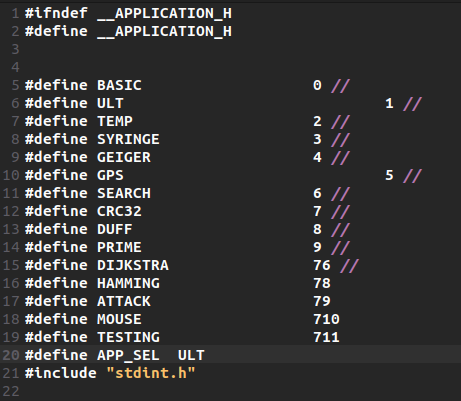 1 #ifndef __APPLICATION_H
2 #define __APPLICATION_H
3
4
5 #define BASIC 0 //
6 #define ULT 1 //
7 #define TEMP 2 //
8 #define SYRINGE 3 //
9 #define GEIGER 4 //
10 #define GPS 5 //
11 #define SEARCH 6 //
12 #define CRC32 7 //
13 #define DUFF 8 //
14 #define PRIME 9 //
15 #define DIJKSTRA 76 //
16 #define HAMMING 78
17 #define ATTACK 79
18 #define MOUSE 710
19 #define TESTING 711
20 #define APP_SEL ULT
21 #include "stdint.h"
22